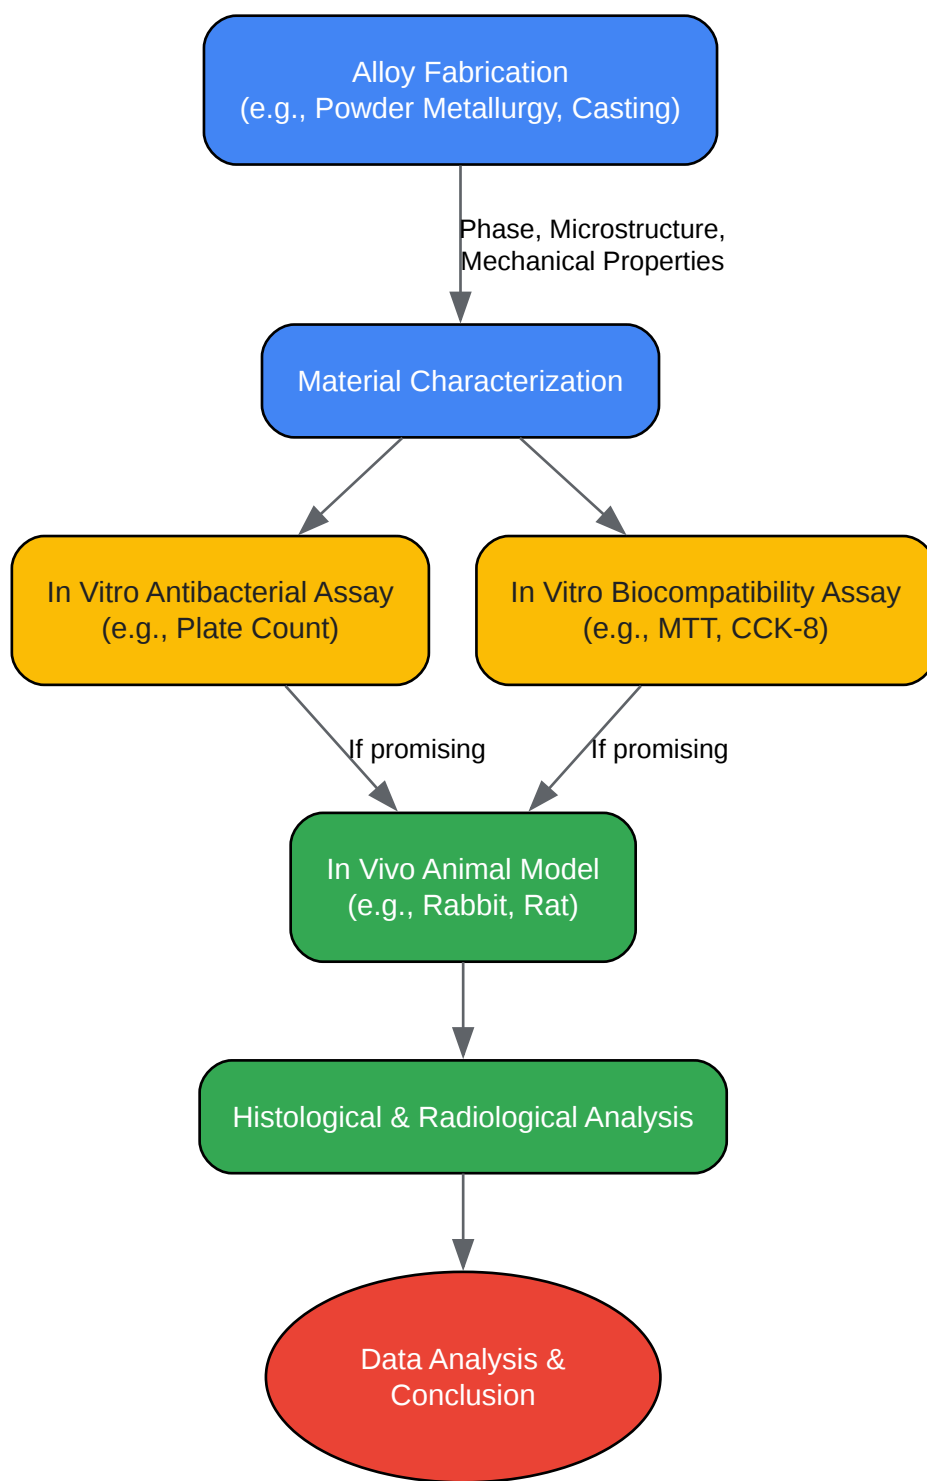 Alloy Fabrication
(e.g., Powder Metallurgy, Casting)
Phase, Microstructure,
Mechanical Properties
Material Characterization
In Vitro Antibacterial Assay
(e.g., Plate Count)
In Vitro Biocompatibility Assay
(e.g., MTT, CCK-8)
If promising
If promising
In Vivo Animal Model
(e.g., Rabbit, Rat)
Histological & Radiological Analysis
Data Analysis &
Conclusion